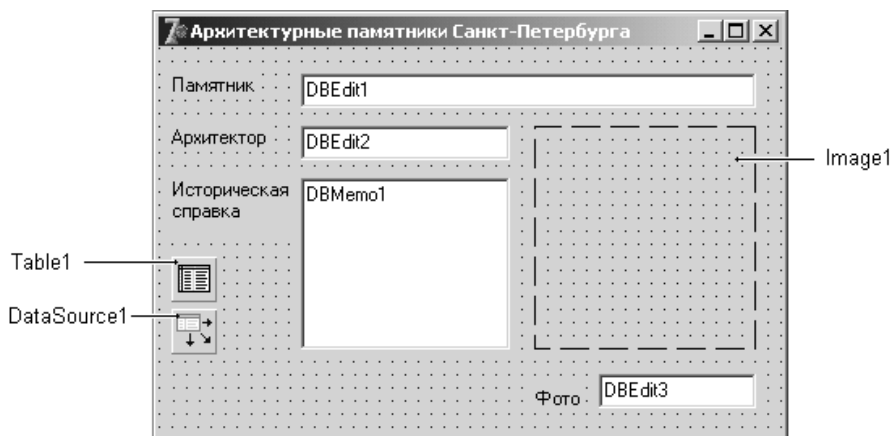 Архитектурные памятники Санкт-Петербурга
Памятник
DBEdit1
Архитектор
DBEdit2
Image1
Историческая
справка
DBMemo1
Table1
DataSource1
Фото
DBEdit3